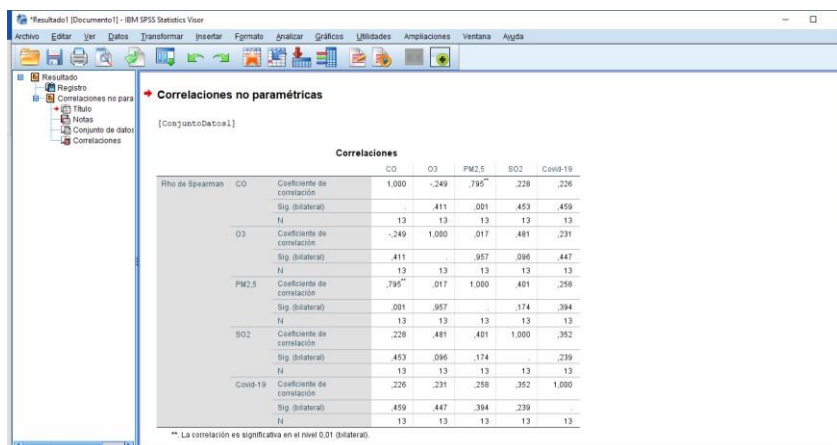 *Resultado1 [Documento1] - IBM SPSS Statistics Visor
Archivo Editar Ver Datos Transformar Insertar Formato Analizar Gráficos Utilidades Ampliaciones Ventana Ayuda
Resultado
Registro
Correlaciones no para
Título
Notas
Conjunto de datos
Correlaciones
Correlaciones no paramétricas
[ConjuntoDatos1]
Correlaciones
CO O3 PM2,5 SO2 Covid-19
Rho de Spearman CO Coeficiente de correlación 1,000 -,249 ,795** ,228 ,226
Sig. (bilateral) . ,411 ,001 ,453 ,459
N 13 13 13 13 13
O3 Coeficiente de correlación -,249 1,000 ,017 ,481 ,231
Sig. (bilateral) ,411 . ,957 ,096 ,447
N 13 13 13 13 13
PM2,5 Coeficiente de correlación ,795** ,017 1,000 ,401 ,258
Sig. (bilateral) ,001 ,957 . ,174 ,394
N 13 13 13 13 13
SO2 Coeficiente de correlación ,228 ,481 ,401 1,000 ,352
Sig. (bilateral) ,453 ,096 ,174 . ,239
N 13 13 13 13 13
Covid-19 Coeficiente de correlación ,226 ,231 ,258 ,352 1,000
Sig. (bilateral) ,459 ,447 ,394 ,239 .
N 13 13 13 13 13
**. La correlación es significativa en el nivel 0,01 (bilateral).